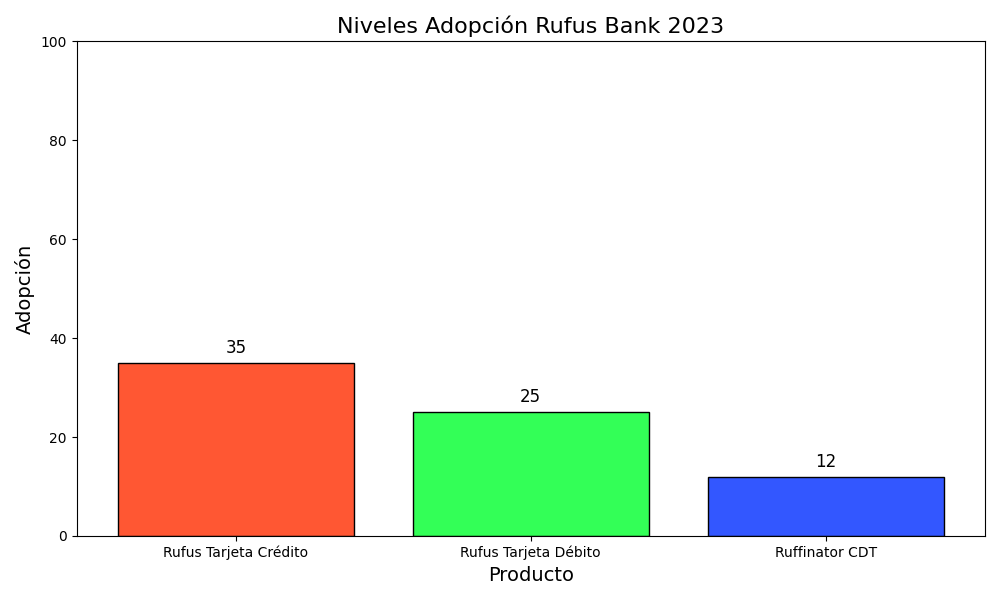 Niveles Adopción Rufus Bank 2023
Adopción
100
80
60
40
20
0
35
25
12
Rufus Tarjeta Crédito
Rufus Tarjeta Débito
Ruffinator CDT
Producto